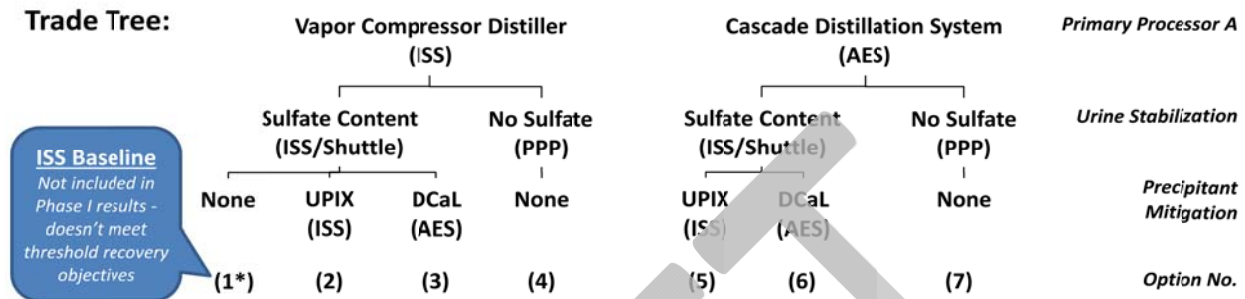 Trade Tree:
Vapor Compressor Distiller
(ISS)
Cascade Distillation System
(AES)
Primary Processor A
Sulfate Content
(ISS/Shuttle)
No Sulfate
(PPP)
Sulfate Content
(ISS/Shuttle)
No Sulfate
(PPP)
Urine Stabilization
ISS Baseline
Not included in
Phase I results -
doesn't meet
threshold recovery
objectives
None
UPIX
(ISS)
DCaL
(AES)
None
UPIX
(ISS)
DCaL
(AES)
None
Precipitant
Mitigation
(1*)
(2)
(3)
(4)
(5)
(6)
(7)
Option No.